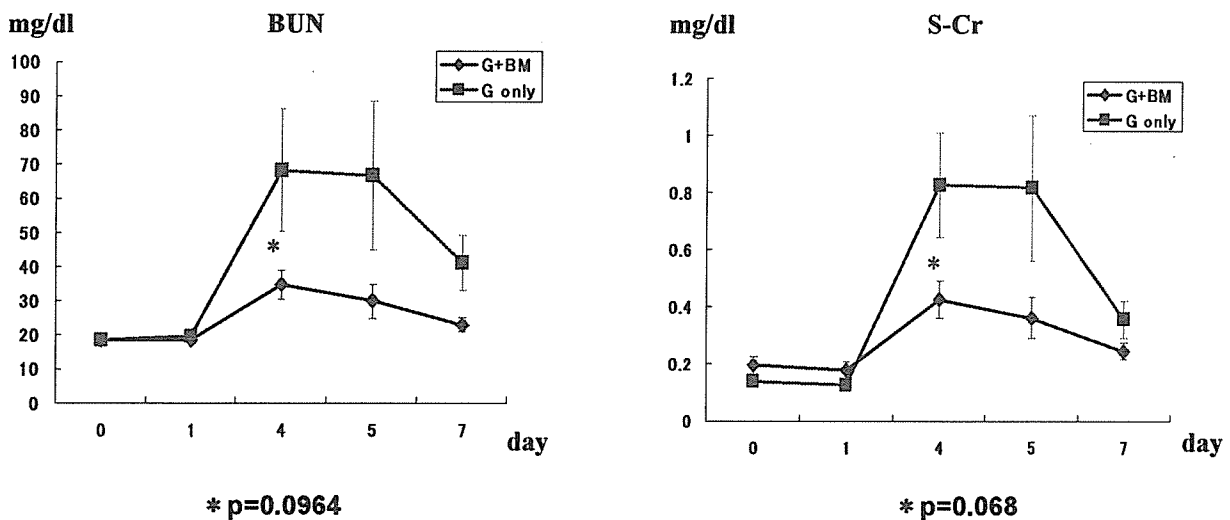 mg/dl BUN
G+BM
G only
100
90
80
70
60
50
40
30
20
10
0
*
0 1 4 5 7 day
* p=0.0964
mg/dl S-Cr
G+BM
G only
1.2
1
0.8
0.6
0.4
0.2
0
*
0 1 4 5 7 day
* p=0.068